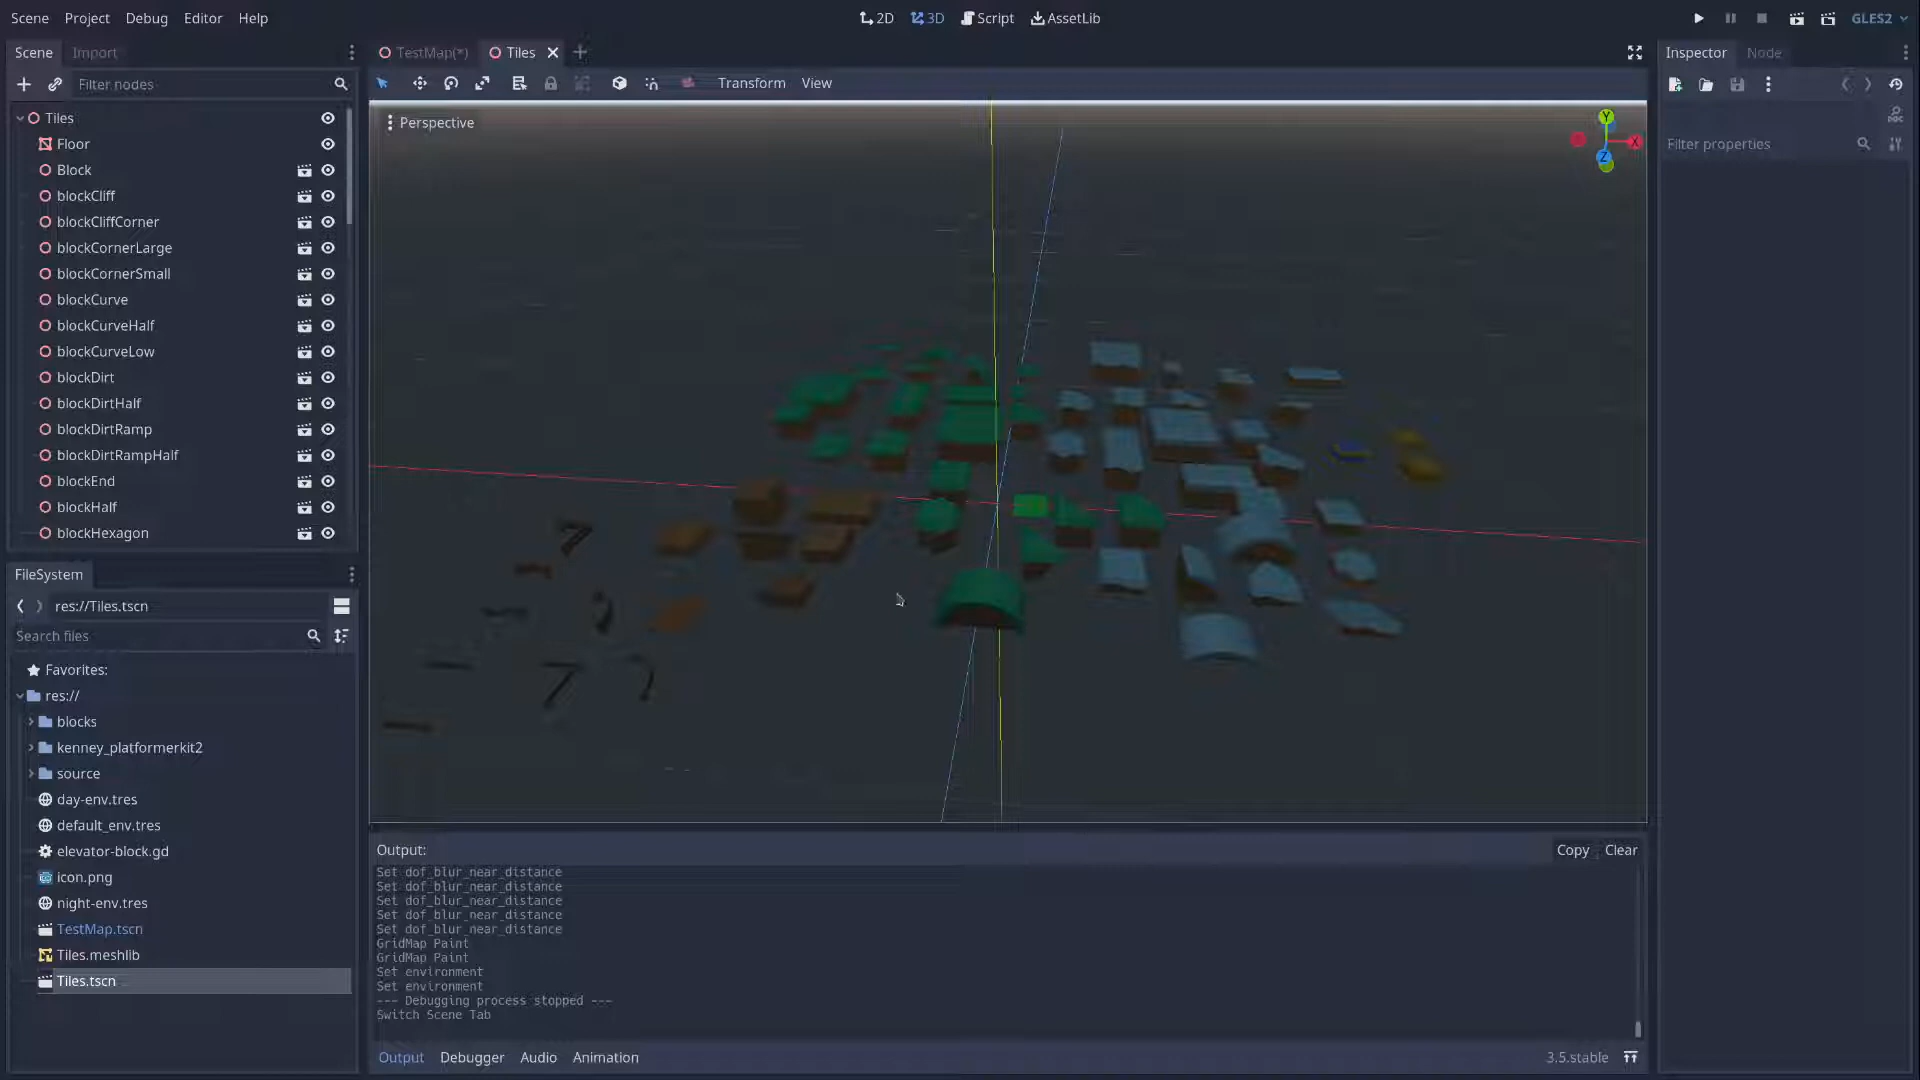 Scene Project Debug Editor Help
2D 3D Script AssetLib
GLES2
Scene Import
TestMap(*) Tiles
Inspector Node
Filter nodes
Transform View
Perspective
Y
X
Z
Filter properties
Tiles
Floor
Block
blockCliff
blockCliffCorner
blockCornerLarge
blockCornerSmall
blockCurve
blockCurveHalf
blockCurveLow
blockDirt
blockDirtHalf
blockDirtRamp
blockDirtRampHalf
blockEnd
blockHalf
blockHexagon
FileSystem
res://Tiles.tscn
Search files
Favorites:
res://
blocks
kenney_platformerkit2
source
day-env.tres
default_env.tres
elevator-block.gd
icon.png
night-env.tres
TestMap.tscn
Tiles.meshlib
Tiles.tscn
Output:
Copy Clear
Set dof_blur_near_distance
Set dof_blur_near_distance
Set dof_blur_near_distance
Set dof_blur_near_distance
Set dof_blur_near_distance
GridMap Paint
GridMap Paint
Set environment
Set environment
--- Debugging process stopped ---
Switch Scene Tab
Output Debugger Audio Animation
3.5.stable